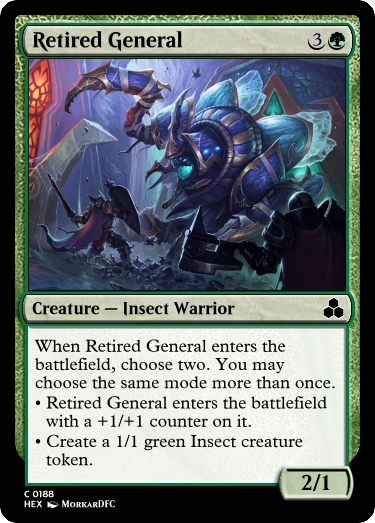 Retired General 3
Creature — Insect Warrior
When Retired General enters the
battlefield, choose two. You may
choose the same mode more than once.
• Retired General enters the battlefield
with a +1/+1 counter on it.
• Create a 1/1 green Insect creature
token.
2/1
C 0188
HEX MorkarDFC